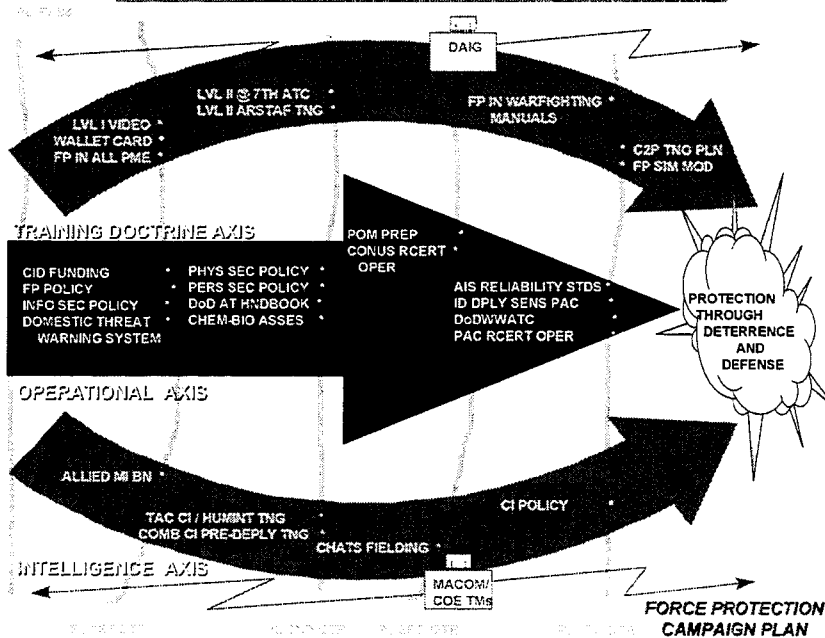 DAIG
LVL II @ 7TH ATC *
LVL II ARSTAF TNG *
FP IN WARFIGHTING *
MANUALS
LVL I VIDEO *
WALLET CARD *
FP IN ALL PME *
* C2P TNG PLN
* FP SIM MOD
TRAINING DOCTRINE AXIS
POM PREP *
CONUS RCERT *
OPER
CID FUNDING *
FP POLICY *
INFO SEC POLICY *
DOMESTIC THREAT *
WARNING SYSTEM
PHYS SEC POLICY *
PERS SEC POLICY *
DoD AT HNDBOOK *
CHEM-BIO ASSES *
AIS RELIABILITY STDS *
ID DPLY SENS PAC *
DoDWWATC *
PAC RCERT OPER *
PROTECTION
THROUGH
DETERRENCE
AND
DEFENSE
OPERATIONAL AXIS
ALLIED MI BN *
TAC CI / HUMINT TNG *
COMB CI PRE-DEPLY TNG *
CHATS FIELDING *
CI POLICY *
INTELLIGENCE AXIS
MACOM/
COE TMs
FORCE PROTECTION
CAMPAIGN PLAN